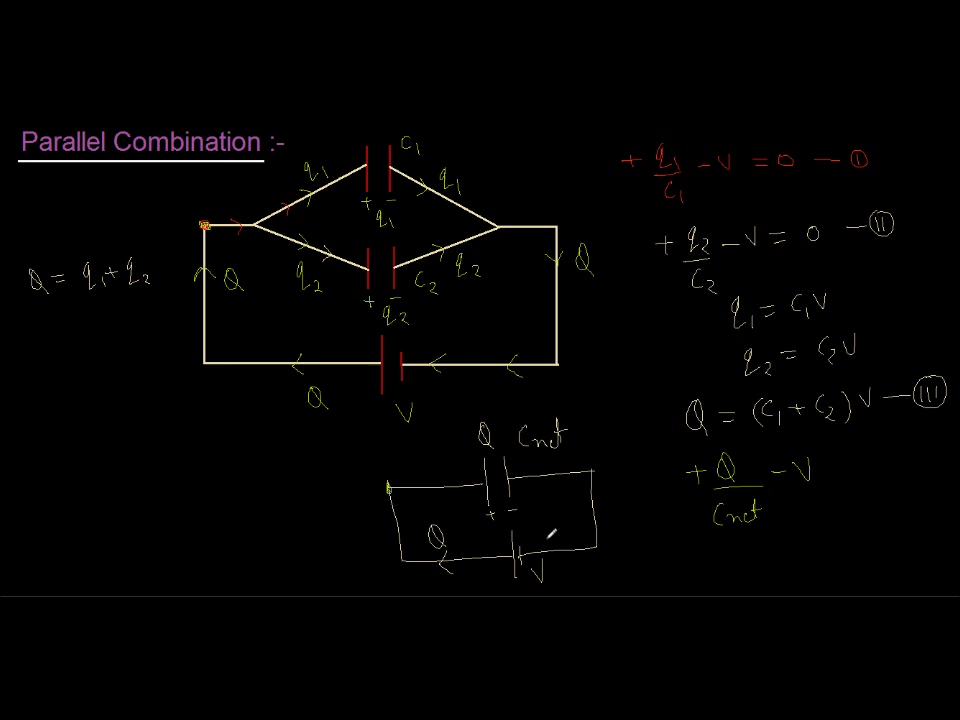 Parallel Combination :-
C1
q1
q1
+ -
q1
+ q1/C1 - V = 0 - I
+ q2/C2 - V = 0 - II
Q = q1 + q2
Q
q2
C2
q2
Q
+ -
q2
q1 = C1V
q2 = C2V
Q
V
Q = (C1 + C2) V - III
Q Cnet
+ Q/Cnet - V
+ -
Q
V